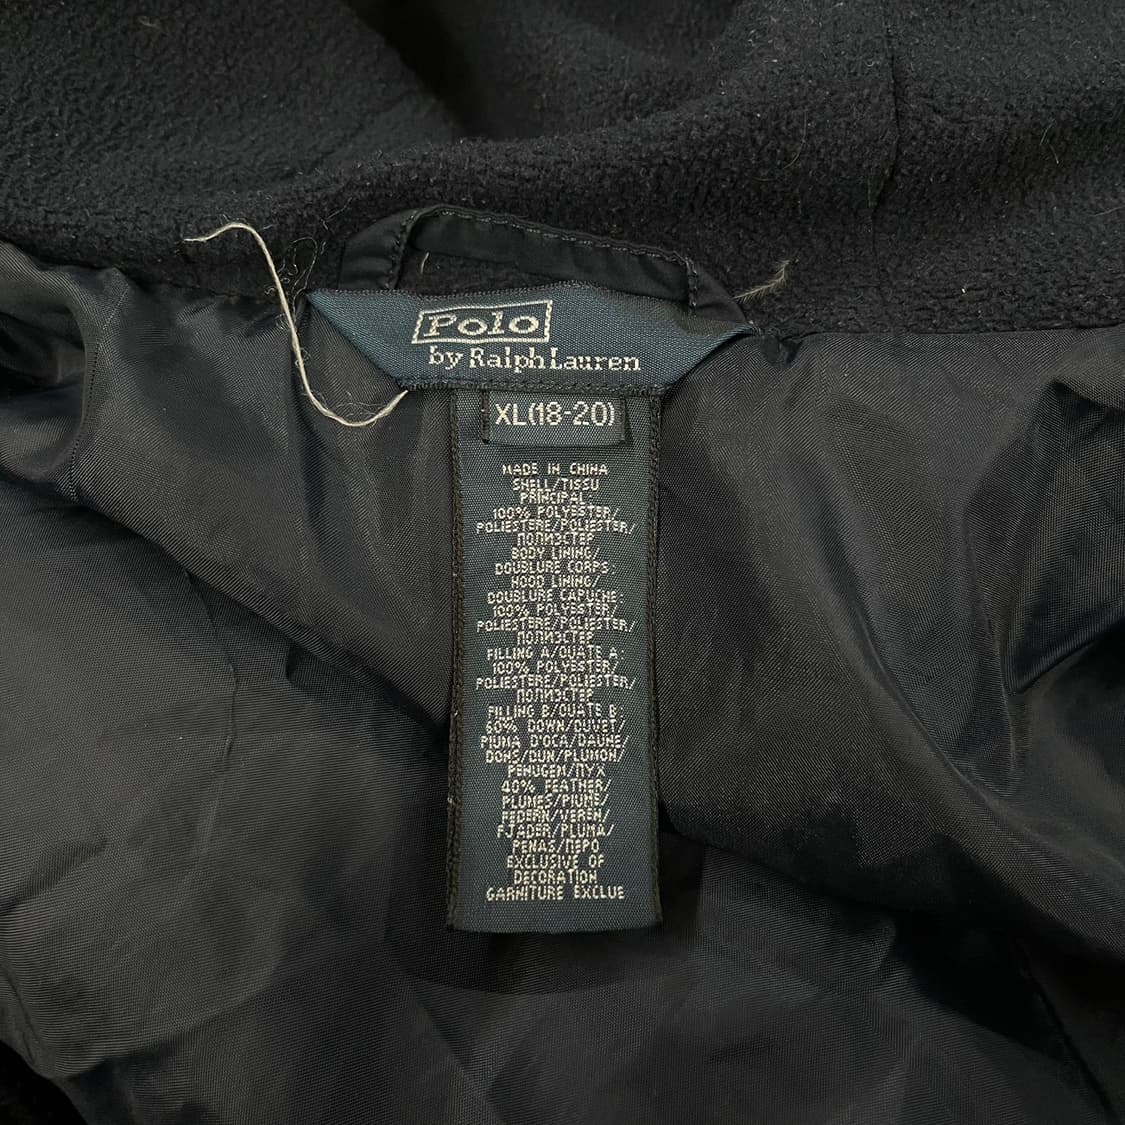 Polo
by Ralph Lauren
XL(18-20)
MADE IN CHINA
SHELL/TISSU
PRINCIPAL:
100% POLYESTER/
POLIESTERE/POLIESTER/
ПОЛИЭСТЕР
BODY LINING/
DOUBLURE CORPS:
HOOD LINING/
DOUBLURE CAPUCHE:
100% POLYESTER/
POLIESTERE/POLIESTER/
ПОЛИЭСТЕР
FILLING A/OUATE A:
100% POLYESTER/
POLIESTERE/POLIESTER/
ПОЛИЭСТЕР
FILLING B/OUATE B:
60% DOWN/DUVET/
PIUMA D'OCA/DAUNE/
DONS/DUN/PLUMON/
PENUGEM/ПУХ
40% FEATHER/
PLUMES/PIUME/
FEDERN/VEREN/
FJADER/PLUMA/
PENAS/ПЕРО
EXCLUSIVE OF
DECORATION
GARNITURE EXCLUE